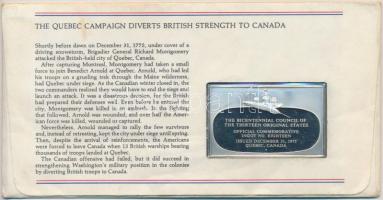 THE QUEBEC CAMPAIGN DIVERTS BRITISH STRENGTH TO CANADA
Shortly before dawn on December 31, 1775, under cover of a
driving snowstorm, Brigadier General Richard Montgomery
attacked the British-held city of Quebec, Canada.
After capturing Montreal, Montgomery had taken a small
force to join Benedict Arnold at Quebec. Arnold, who had led
his troops on a grueling trek through the Maine wilderness,
had Quebec under siege. As the Canadian winter closed in, the
two commanders realized they would have to end the siege and
launch an attack. It was a disastrous decision, for the British
had prepared their defenses well. Even before he entered the
city, Montgomery was killed in an ambush. In the fighting
that followed, Arnold was wounded, and over half the Amer-
ican force was killed, wounded or captured.
Nevertheless, Arnold managed to rally the few survivors
and, instead of retreating, kept the city under siege until spring.
Then, despite the arrival of reinforcements, the Americans
were forced to leave Canada when 15 British warships bearing
thousands of troops landed at Quebec.
The Canadian offensive had failed, but it did succeed in
strengthening Washington's military position in the colonies
by diverting British troops to Canada.
THE BICENTENNIAL COUNCIL OF
THE THIRTEEN ORIGINAL STATES
OFFICIAL COMMEMORATIVE
INGOT NO. EIGHTEEN
ISSUED DECEMBER 31, 1975
QUEBEC, CANADA